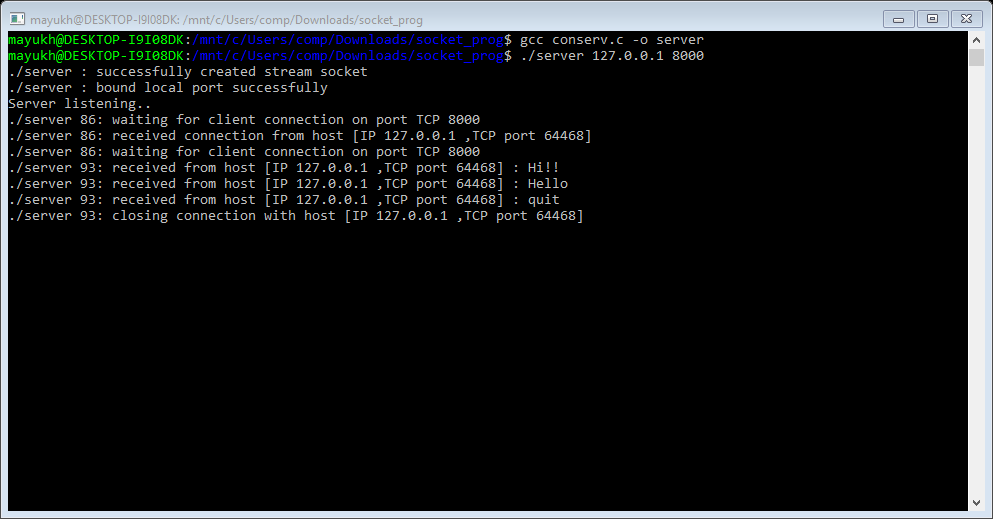 mayukh@DESKTOP-I9I08DK: /mnt/c/Users/comp/Downloads/socket_prog
mayukh@DESKTOP-I9I08DK:/mnt/c/Users/comp/Downloads/socket_prog$ gcc conserv.c -o server
mayukh@DESKTOP-I9I08DK:/mnt/c/Users/comp/Downloads/socket_prog$ ./server 127.0.0.1 8000
./server : successfully created stream socket
./server : bound local port successfully
Server listening..
./server 86: waiting for client connection on port TCP 8000
./server 86: received connection from host [IP 127.0.0.1 ,TCP port 64468]
./server 86: waiting for client connection on port TCP 8000
./server 93: received from host [IP 127.0.0.1 ,TCP port 64468] : Hi!!
./server 93: received from host [IP 127.0.0.1 ,TCP port 64468] : Hello
./server 93: received from host [IP 127.0.0.1 ,TCP port 64468] : quit
./server 93: closing connection with host [IP 127.0.0.1 ,TCP port 64468]